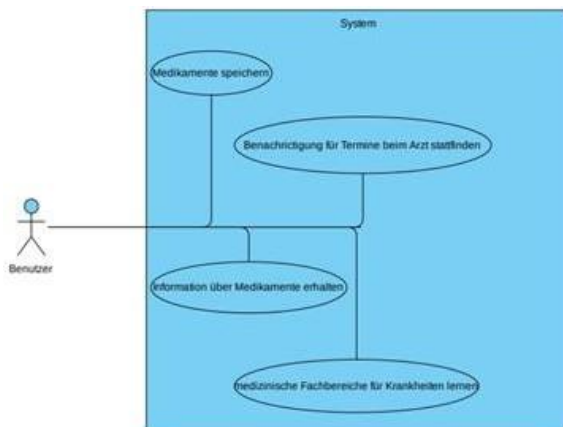 System
Medikamente speichern
Benachrictigung für Termine beim Arzt stattfinden
Benutzer
Information über Medikamente erhalten
medizinische Fachbereiche für Krankheiten lernen